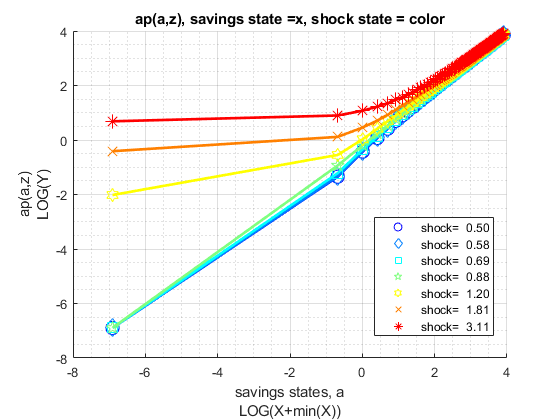 ap(a,z), savings state =x, shock state = color
4
2
0
-2
-4
-6
-8
ap(a,z)
LOG(Y)
shock= 0.50
shock= 0.58
shock= 0.69
shock= 0.88
shock= 1.20
shock= 1.81
shock= 3.11
-8 -6 -4 -2 0 2 4
savings states, a
LOG(X+min(X))